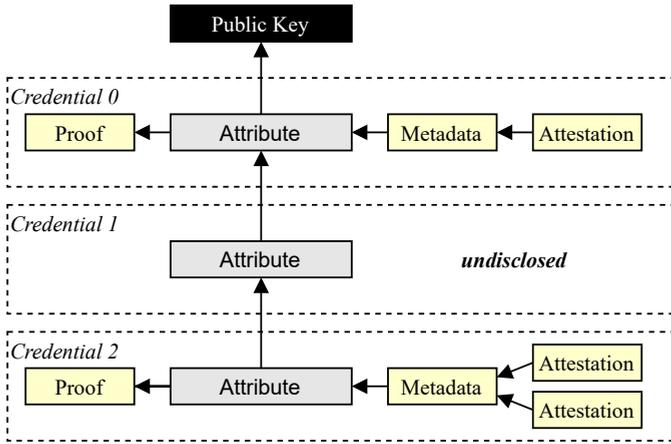 Public Key
Credential 0
Proof
Attribute
Metadata
Attestation
Credential 1
Attribute
undisclosed
Credential 2
Proof
Attribute
Metadata
Attestation
Attestation